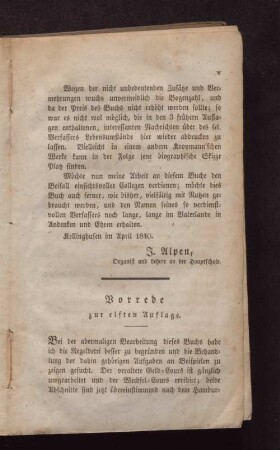 v
Wegen der nicht unbedeutenden Zusätze und Ver-
mehrungen wuchs unvermeidlich die Bogenzahl, und
da der Preis des Buchs nicht erhöht werden sollte; so
war es nicht wol möglich, die in den 3 frühern Aufla-
gen enthaltenen, interessanten Nachrichten über des sel.
Verfassers Lebensumstände hier wieder abdrucken zu
lassen. Vielleicht in einem andern Kroymann'schen
Werke kann in der Folge jene biographische Skizze
Platz finden.
Möchte nun meine Arbeit an diesem Buche den
Beifall einsichtsvoller Collegen verdienen; möchte dies
Buch auch ferner, wie bisher, vielfältig mit Nutzen ge-
braucht werden, und den Namen seines so verdienst-
vollen Verfassers noch lange, lange im Vaterlande in
Andenken und Ehren erhalten.
Kellinghusen im April 1840.
J. Alpen,
Organist und Lehrer an der Hauptschule.
Vorrede
zur elften Auflage.
Bei der abermaligen Bearbeitung dieses Buchs habe
ich die Regeldetri besser zu begründen und die Behand-
lung der dahin gehörigen Aufgaben an Beispielen zu
zeigen gesucht. Der veraltete Geld-Cours ist gänzlich
umgearbeitet und der Wechsel-Cours revidirt; beide
Abschnitte sind jetzt übereinstimmend nach dem Hambur-